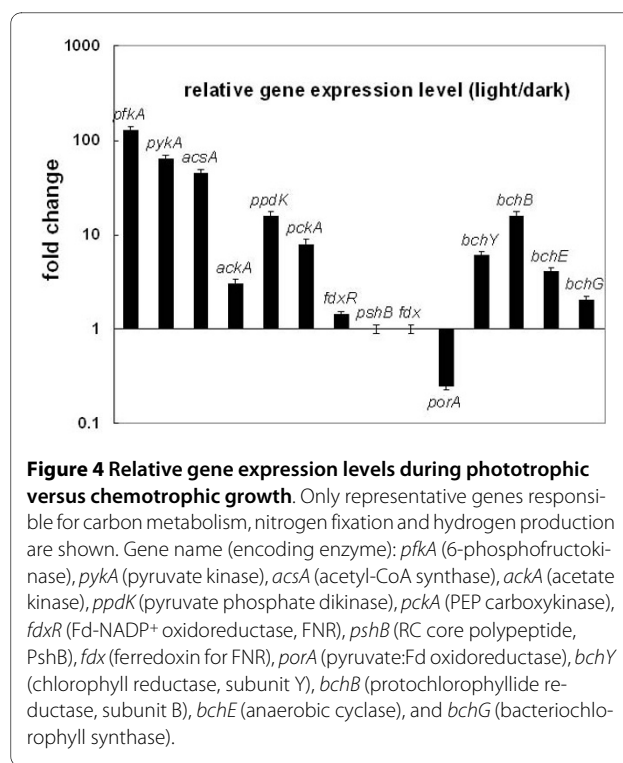 1000
relative gene expression level (light/dark)
pfkA
pykA
acsA
100
ppdK
bchB
pckA
bchY
10
ackA
bchE
bchG
fdxR
pshB fdx
1
porA
0.1
fold change
Figure 4 Relative gene expression levels during phototrophic
versus chemotrophic growth. Only representative genes responsi-
ble for carbon metabolism, nitrogen fixation and hydrogen production
are shown. Gene name (encoding enzyme): pfkA (6-phosphofructoki-
nase), pykA (pyruvate kinase), acsA (acetyl-CoA synthase), ackA (acetate
kinase), ppdK (pyruvate phosphate dikinase), pckA (PEP carboxykinase),
fdxR (Fd-NADP+ oxidoreductase, FNR), pshB (RC core polypeptide,
PshB), fdx (ferredoxin for FNR), porA (pyruvate:Fd oxidoreductase), bchY
(chlorophyll reductase, subunit Y), bchB (protochlorophyllide re-
ductase, subunit B), bchE (anaerobic cyclase), and bchG (bacteriochlo-
rophyll synthase).